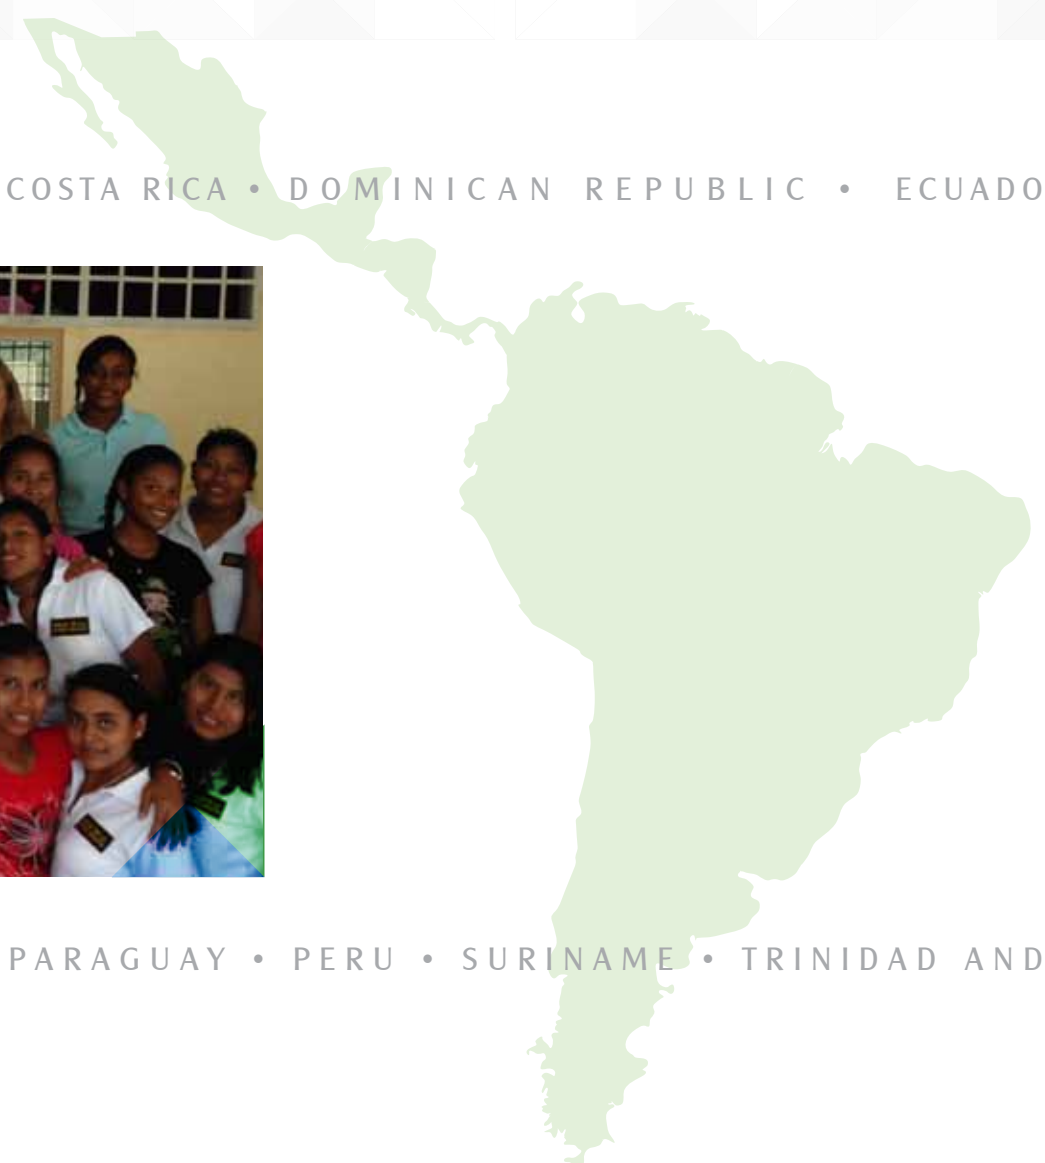 COSTA RICA • DOMINICAN REPUBLIC • ECUADO
PARAGUAY • PERU • SURINAME • TRINIDAD AND